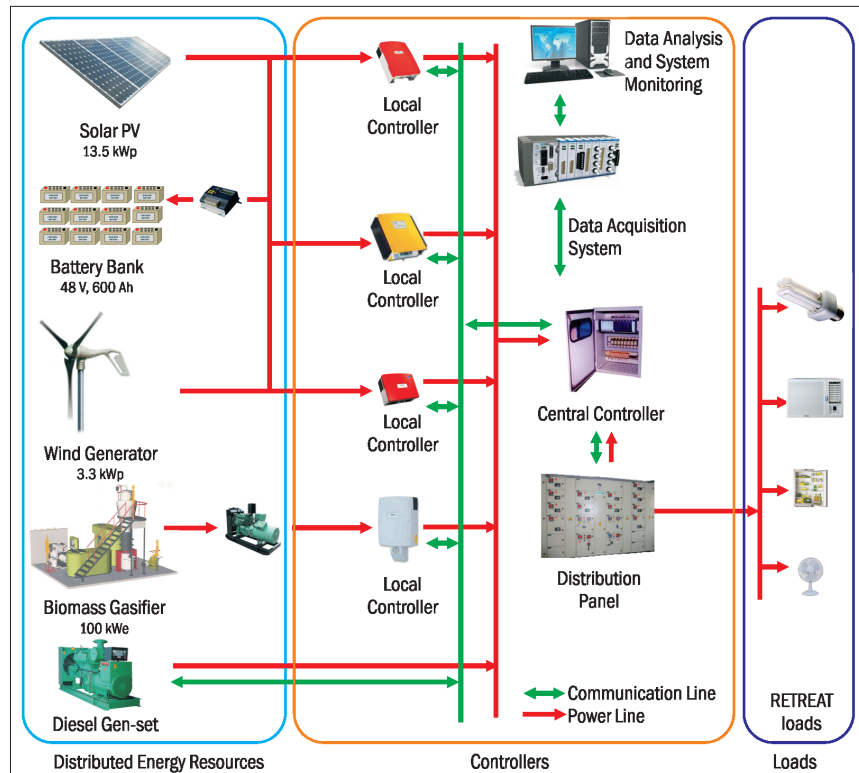 Solar PV
13.5 kWp
Battery Bank
48 V, 600 Ah
Wind Generator
3.3 kWp
Biomass Gasifier
100 kWe
Diesel Gen-set
Distributed Energy Resources
Local
Controller
Local
Controller
Local
Controller
Local
Controller
Data Analysis
and System
Monitoring
Data Acquisition
System
Central Controller
Distribution
Panel
Communication Line
Power Line
Controllers
RETREAT
loads
Loads